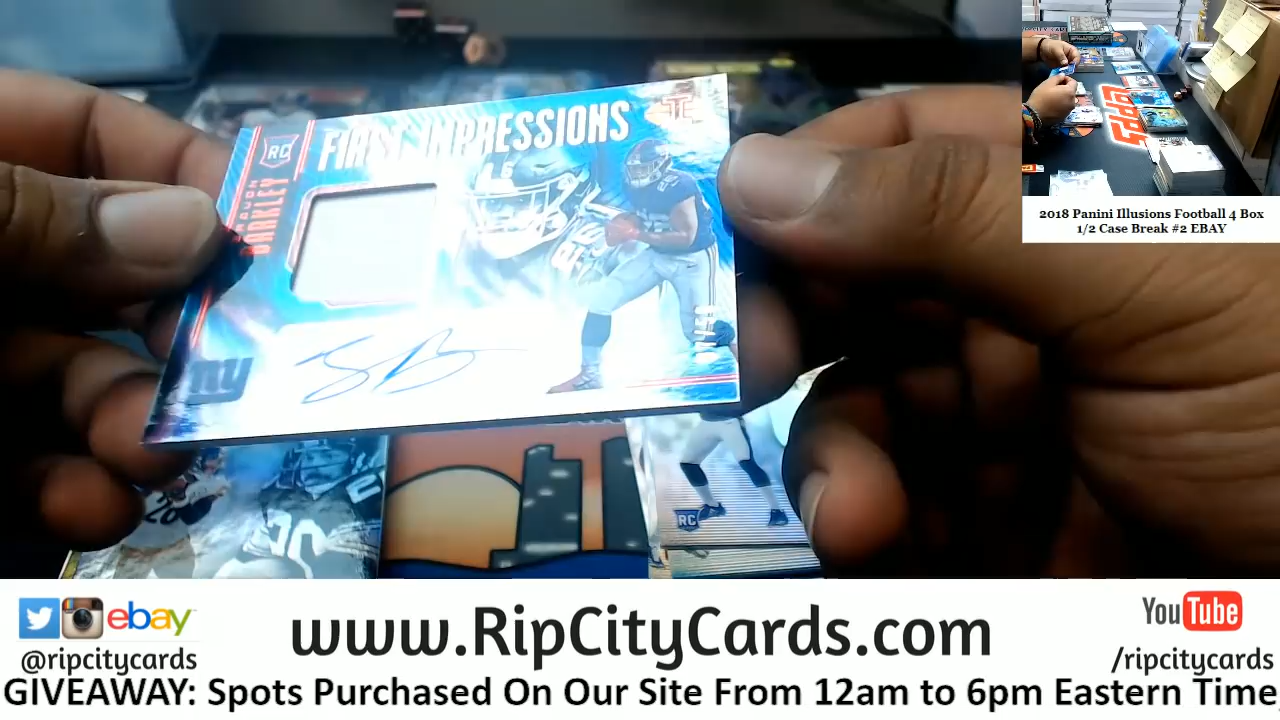 FIRST IMPRESSIONS
RC
BARKLEY
ny
RC
2018 Panini Illusions Football 4 Box
1/2 Case Break #2 EBAY
ebay
@ripcitycards
www.RipCityCards.com
YouTube
/ripcitycards
GIVEAWAY: Spots Purchased On Our Site From 12am to 6pm Eastern Time